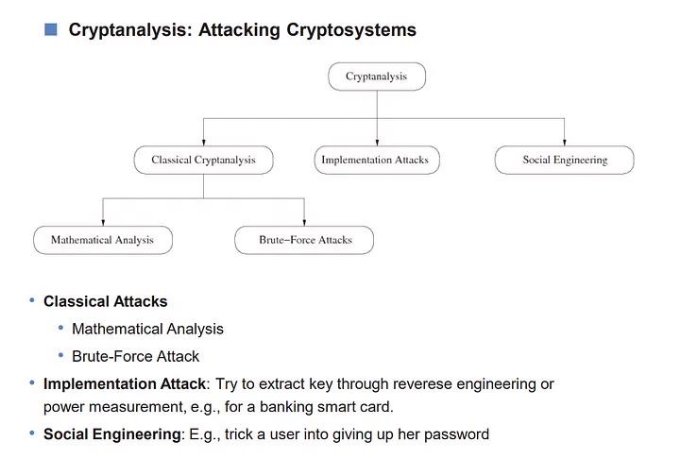 Cryptanalysis: Attacking Cryptosystems
Cryptanalysis
Classical Cryptanalysis
Implementation Attacks
Social Engineering
Mathematical Analysis
Brute−Force Attacks
• Classical Attacks
• Mathematical Analysis
• Brute-Force Attack
• Implementation Attack: Try to extract key through reverese engineering or
power measurement, e.g., for a banking smart card.
• Social Engineering: E.g., trick a user into giving up her password